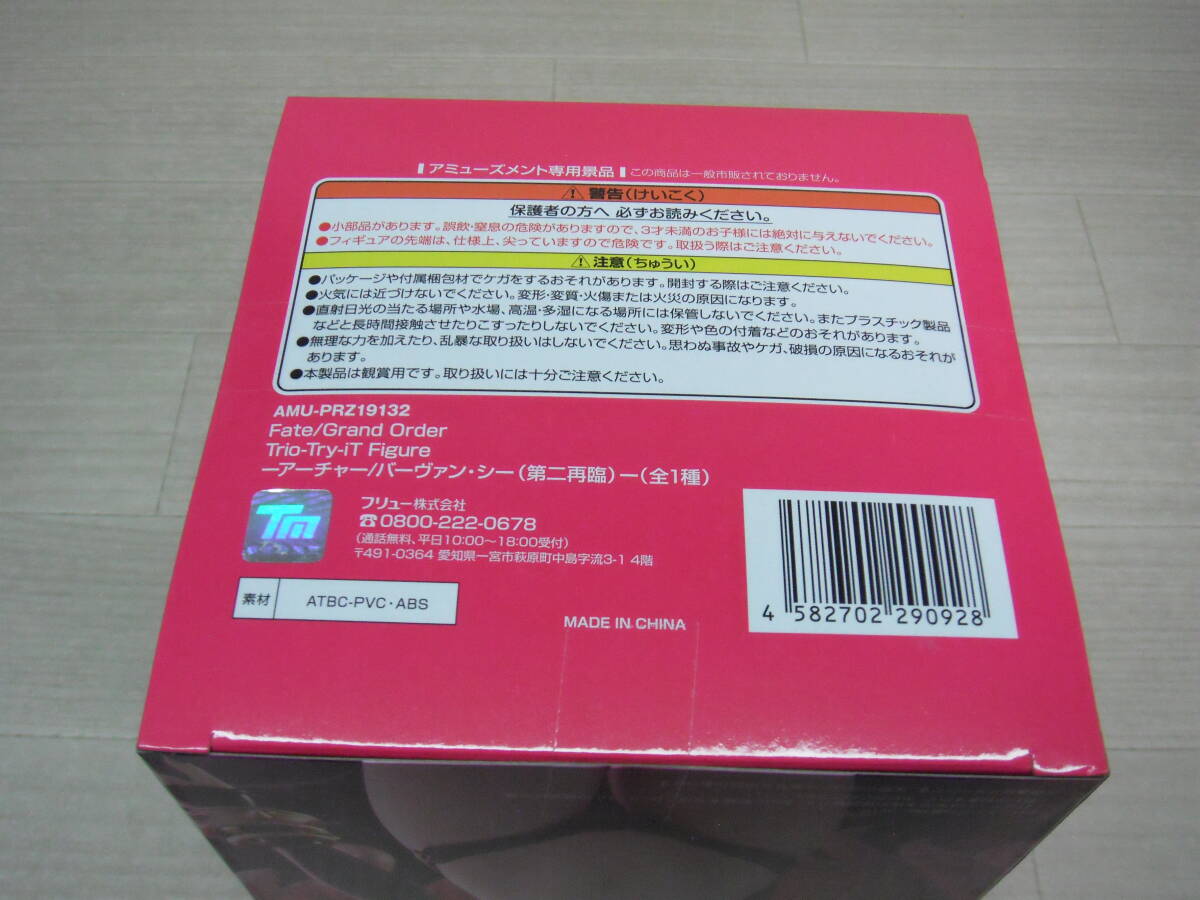 アミューズメント専用景品 この商品は一般市販されておりません。
警告(けいこく)
保護者の方へ 必ずお読みください。
●小部品があります。誤飲・窒息の危険がありますので、3才未満のお子様には絶対に与えないでください。
●フィギュアの先端は、仕様上、尖っていますので危険です。取扱う際はご注意ください。
注意(ちゅうい)
●パッケージや付属梱包材でケガをするおそれがあります。開封する際はご注意ください。
●火気には近づけないでください。変形・変質・火傷または火災の原因になります。
●直射日光の当たる場所や水場、高温・多湿になる場所には保管しないでください。またプラスチック製品
などと長時間接触させたりこすったりしないでください。変形や色の付着などのおそれがあります。
●無理な力を加えたり、乱暴な取り扱いはしないでください。思わぬ事故やケガ、破損の原因になるおそれが
あります。
●本製品は観賞用です。取り扱いには十分ご注意ください。
AMU-PRZ19132
Fate/Grand Order
Trio-Try-iT Figure
ーアーチャー/バーヴァン・シー(第二再臨)ー(全1種)
TM
フリュー株式会社
☎0800-222-0678
(通話無料、平日10:00〜18:00受付)
〒491-0364 愛知県一宮市萩原町中島字流3-1 4階
素材 ATBC-PVC・ABS
MADE IN CHINA
4 582702 290928